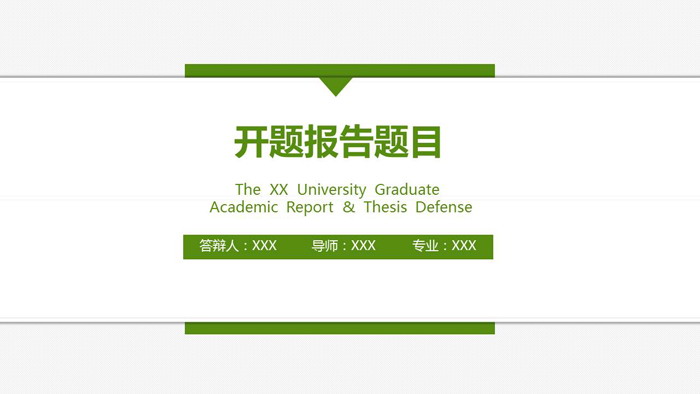 开题报告题目
The XX University Graduate
Academic Report & Thesis Defense
答辩人：XXX 导师：XXX 专业：XXX